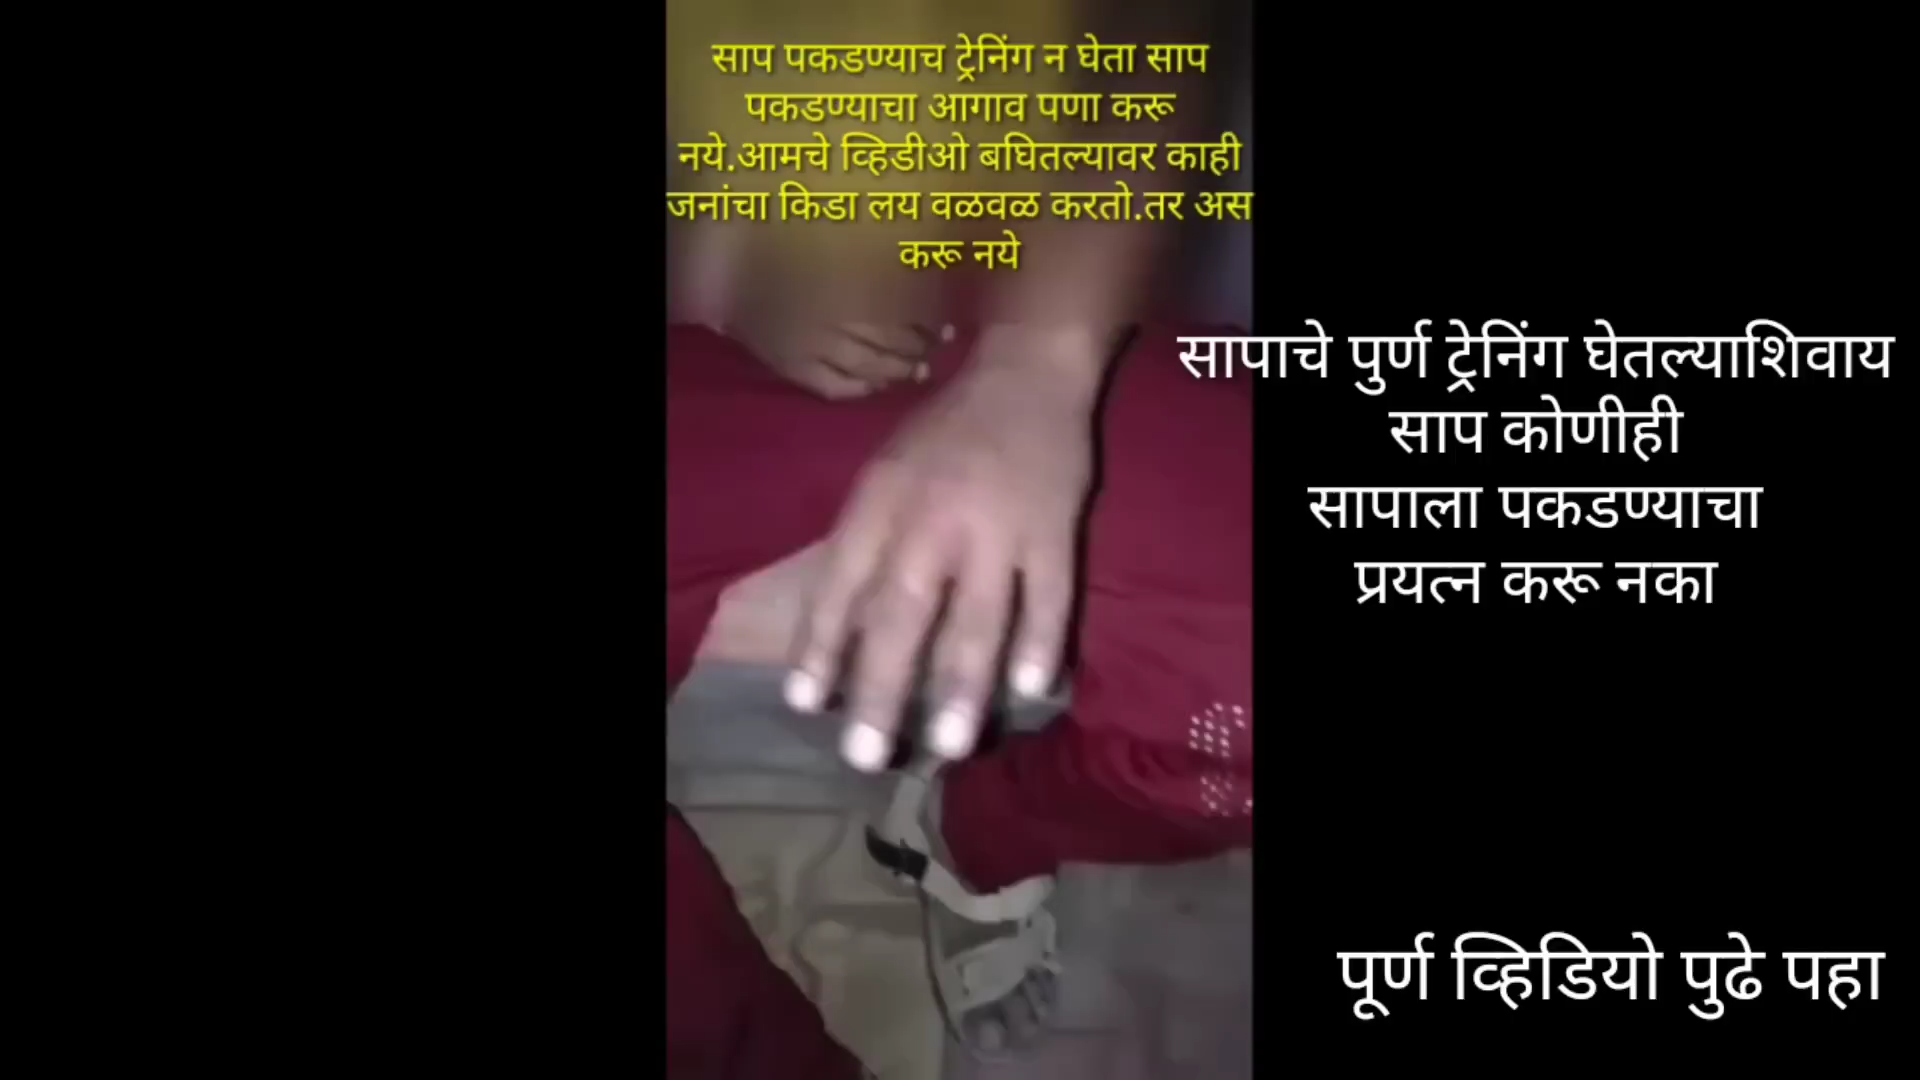 साप पकडण्याच ट्रेनिंग न घेता साप
पकडण्याचा आगाव पणा करू
नये.आमचे व्हिडीओ बघितल्यावर काही
जनांचा किडा लय वळवळ करतो.तर अस
करू नये
सापाचे पुर्ण ट्रेनिंग घेतल्याशिवाय
साप कोणीही
सापाला पकडण्याचा
प्रयत्न करू नका
पूर्ण व्हिडियो पुढे पहा